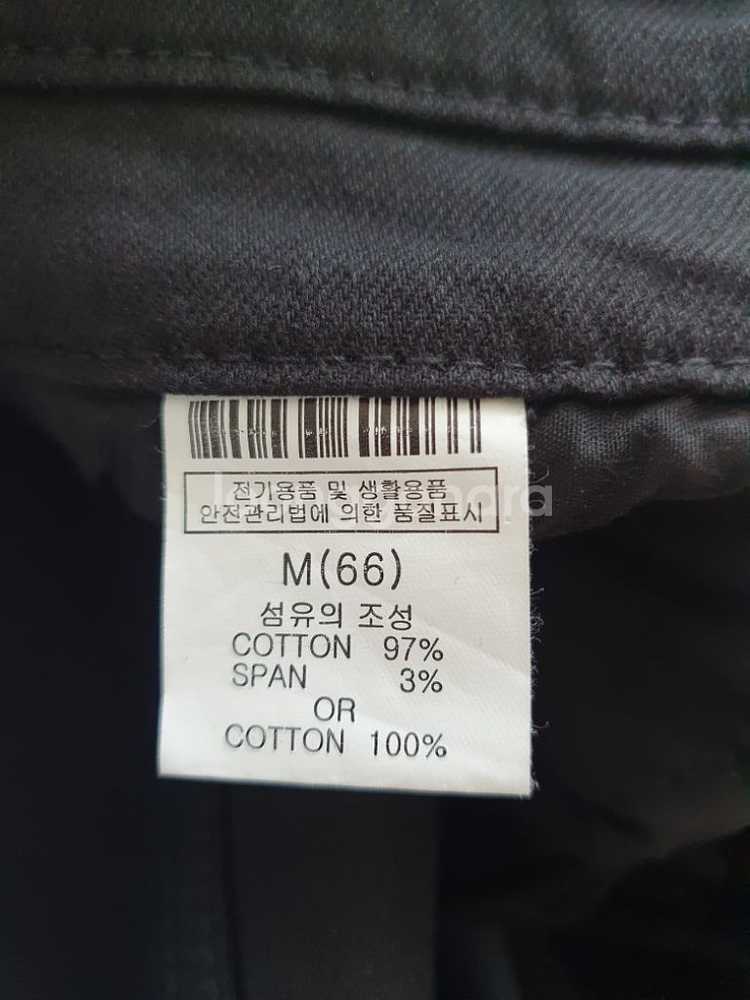 전기용품 및 생활용품
안전관리법에 의한 품질표시
M(66)
섬유의 조성
COTTON 97%
SPAN 3%
OR
COTTON 100%